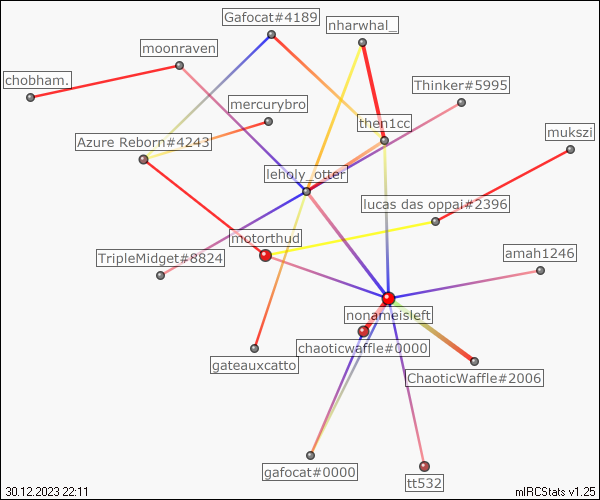 Gafocat#4189
nharwhal_
moonraven
chobham.
Thinker#5995
mercurybro
then1cc
mukszi
Azure Reborn#4243
leholy_otter
lucas das oppai#2396
motorthud
TripleMidget#8824
amah1246
nonameisleft
chaoticwaffle#0000
gateauxcatto
ChaoticWaffle#2006
gafocat#0000
tt532
30.12.2023 22:11
mIRCStats v1.25